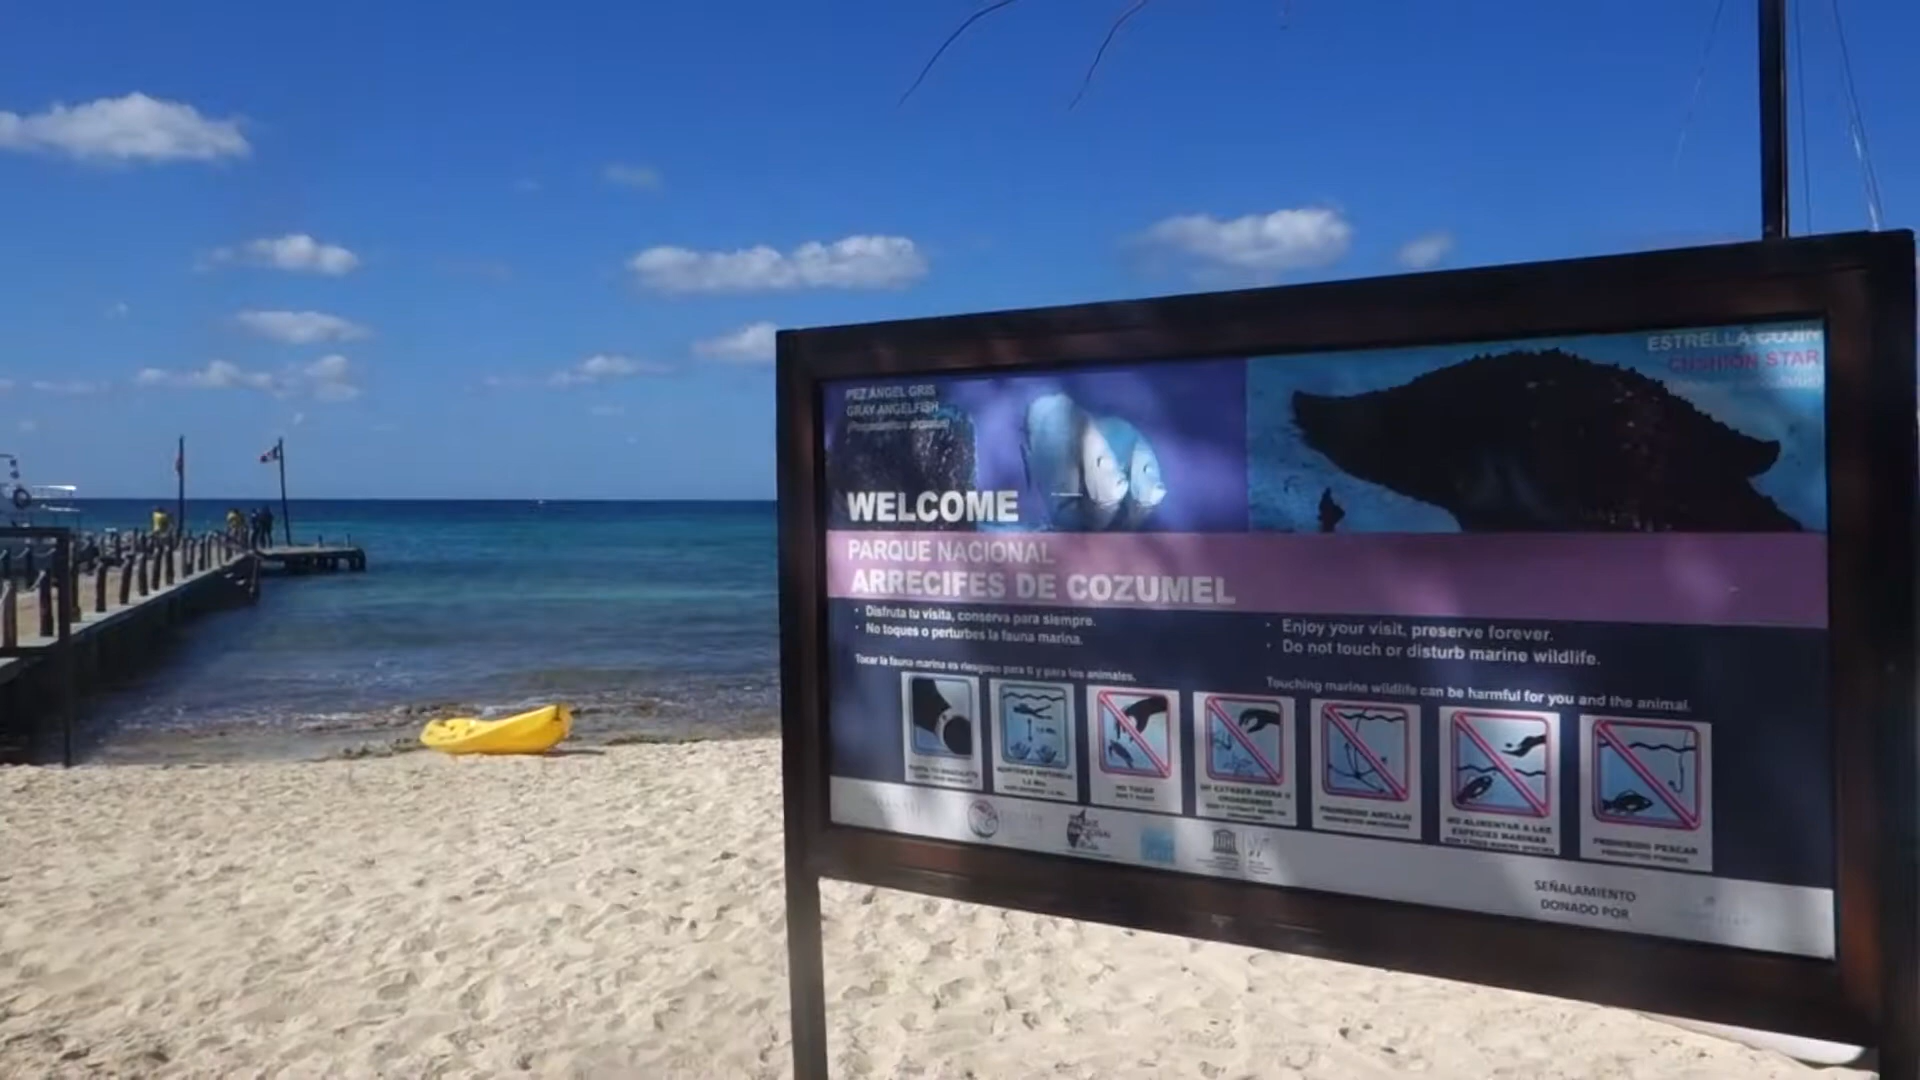 PEZ ANGEL GRIS
GRAY ANGELFISH
ESTRELLA COJIN
CUSHION STAR
WELCOME
PARQUE NACIONAL
ARRECIFES DE COZUMEL
• Disfruta tu visita, conserva para siempre.
• No toques o perturbes la fauna marina.
Tocar la fauna marina es riesgoso para ti y para los animales.
• Enjoy your visit, preserve forever.
• Do not touch or disturb marine wildlife.
Touching marine wildlife can be harmful for you and the animal.
NO TOCAR
PROHIBIDO ANCLAJE
NO ALIMENTAR A LAS
ESPECIES MARINAS
PROHIBIDO PESCAR
SEÑALAMIENTO
DONADO POR